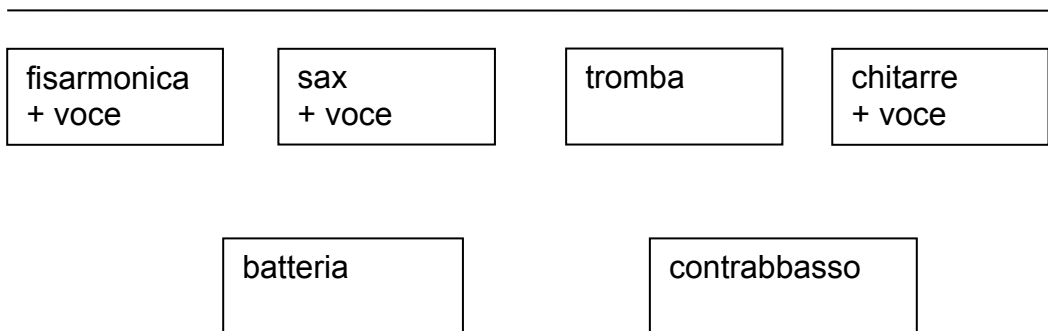 fisarmonica
+ voce
sax
+ voce
tromba
chitarre
+ voce
batteria
contrabbasso